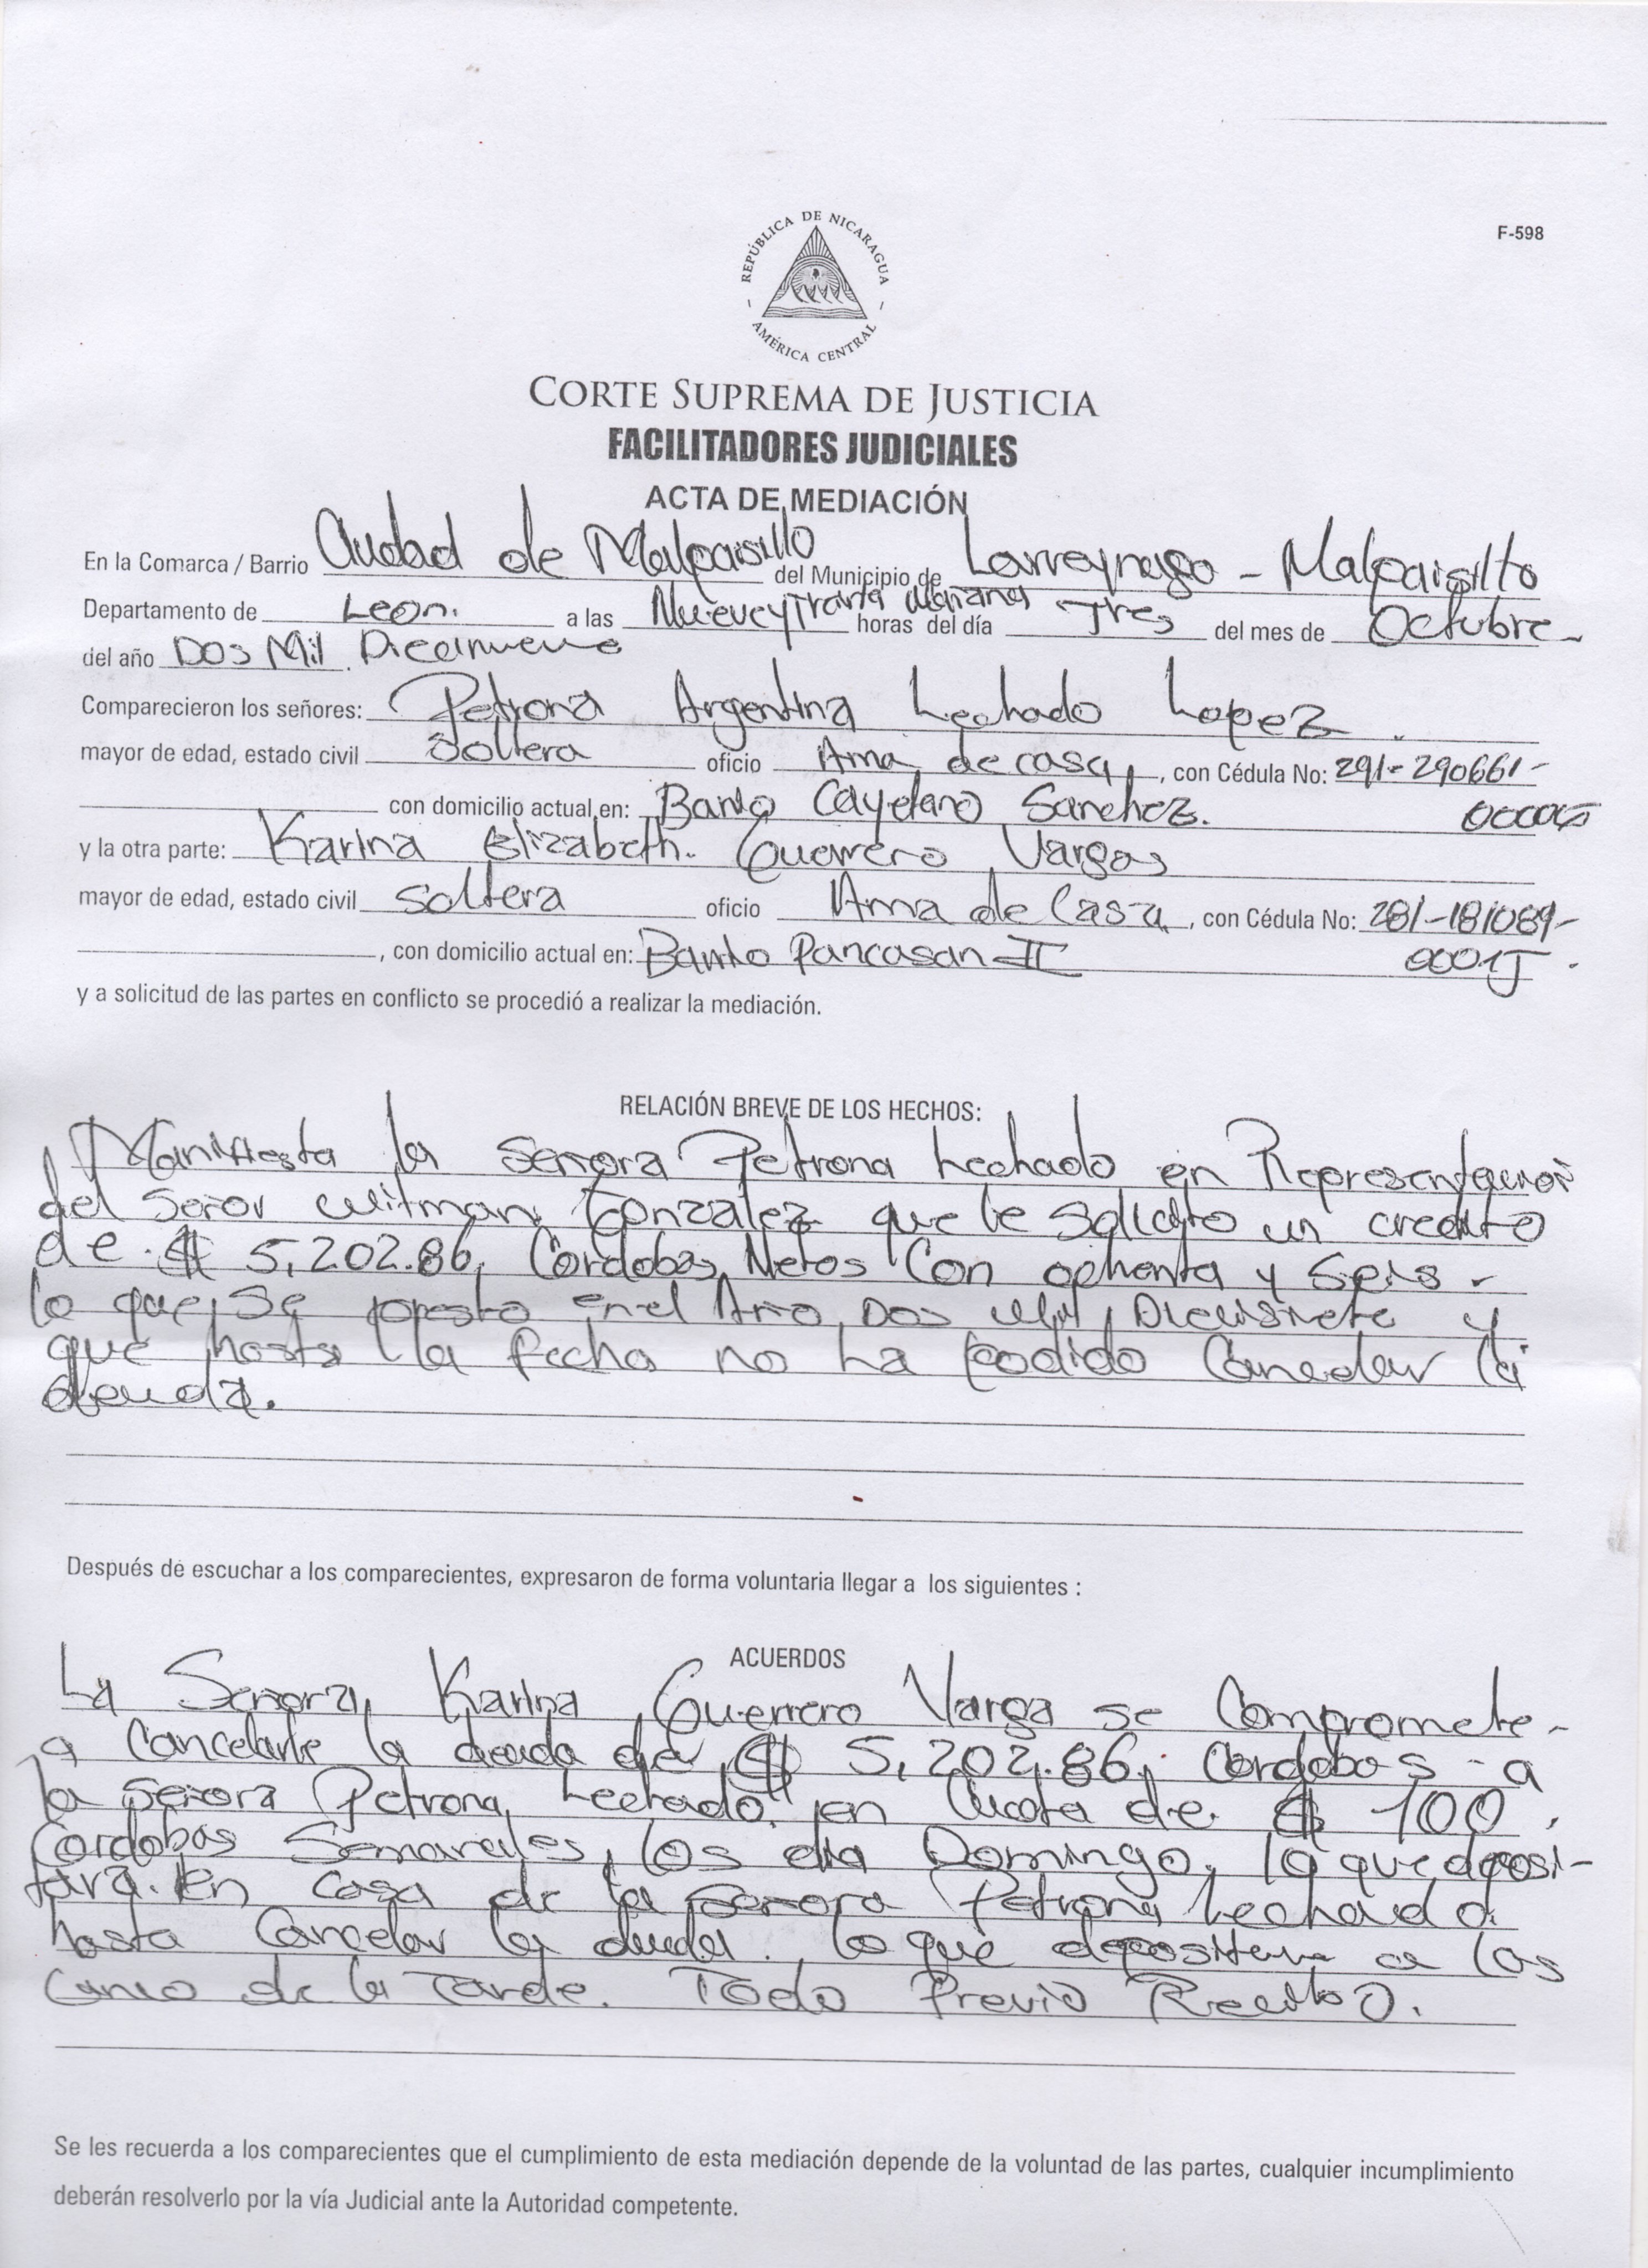 REPÚBLICA DE NICARAGUA
AMÉRICA CENTRAL
F-598
CORTE SUPREMA DE JUSTICIA
FACILITADORES JUDICIALES
ACTA DE MEDIACIÓN
En la Comarca / Barrio Ciudad de Malpaisillo del Municipio de Larreynaga - Malpaisillo
Departamento de Leon. a las Nueve y Trainta Mañana horas del día Tres del mes de Octubre-
del año Dos Mil Diecinueve
Comparecieron los señores: Petrona Argentina Lechado Lopez.
mayor de edad, estado civil Soltera oficio Ama de casa, con Cédula No: 291-290661-
con domicilio actual en: Barrio Cayetano Sanchez.
y la otra parte: Karina Elizabeth. Guerrero Vargas
mayor de edad, estado civil Soltera oficio Ama de Casa, con Cédula No: 281-181089-
, con domicilio actual en: Barrio Pancasan II 0001J.
y a solicitud de las partes en conflicto se procedió a realizar la mediación.
RELACIÓN BREVE DE LOS HECHOS:
Manifiesta la Señora Petrona Lechado en Representacion
del Señor Witman Gonzalez que le solicito un credito
de C$ 5,202.86, Cordobas Netos Con ochenta y Seis -
lo que se presto en el Año Dos Mil Diecisiete y
que hasta la fecha no ha podido Cancelar la
deuda.
Después de escuchar a los comparecientes, expresaron de forma voluntaria llegar a los siguientes :
ACUERDOS
La Señora Karina Guerrero Varga se Compromete-
a Cancelarle la deuda de C$ 5,202.86, Cordobas - a
la Señora Petrona Lechado, en Cuota de C$ 100,
Cordobas Semanales, los dia Domingo, lo que deposi-
tara en casa de la Señora Petrona Lechado
hasta Cancelar la deuda. lo que depositara a las
Cinco de la Tarde. Todo Previo Recibo.
Se les recuerda a los comparecientes que el cumplimiento de esta mediación depende de la voluntad de las partes, cualquier incumplimiento
deberán resolverlo por la vía Judicial ante la Autoridad competente.